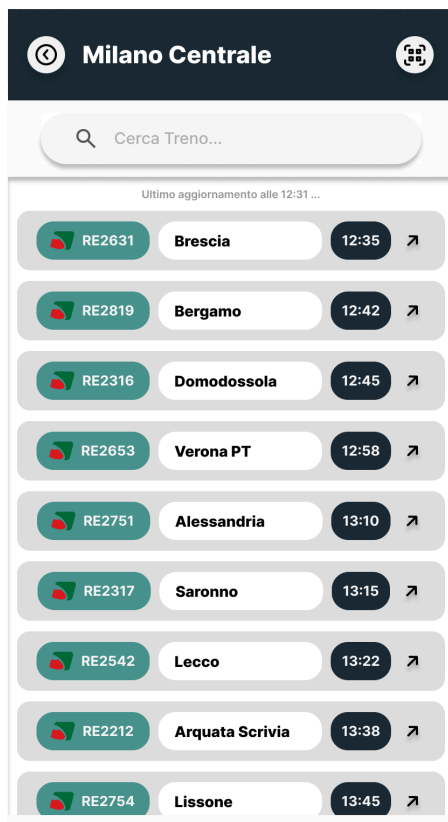 Milano Centrale
Cerca Treno...
Ultimo aggiornamento alle 12:31 ...
RE2631 Brescia 12:35
RE2819 Bergamo 12:42
RE2316 Domodossola 12:45
RE2653 Verona PT 12:58
RE2751 Alessandria 13:10
RE2317 Saronno 13:15
RE2542 Lecco 13:22
RE2212 Arquata Scrivia 13:38
RE2754 Lissone 13:45